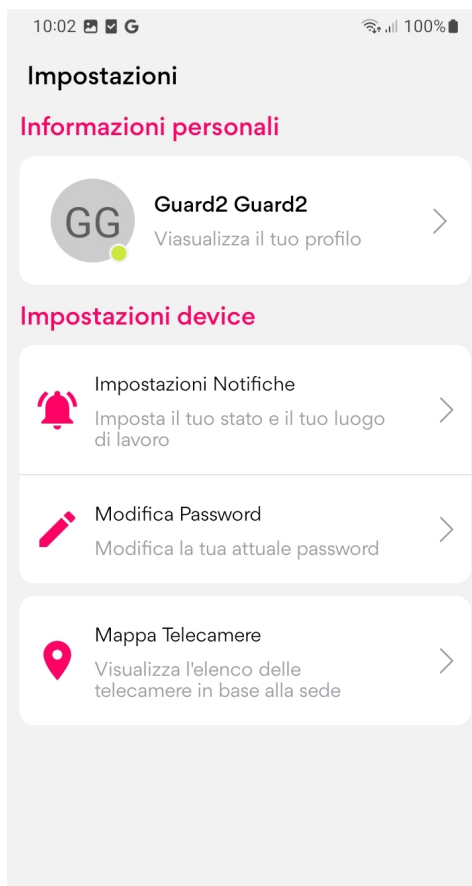 10:02 G 100%
Impostazioni
Informazioni personali
GG
Guard2 Guard2
Viasualizza il tuo profilo
Impostazioni device
Impostazioni Notifiche
Imposta il tuo stato e il tuo luogo
di lavoro
Modifica Password
Modifica la tua attuale password
Mappa Telecamere
Visualizza l'elenco delle
telecamere in base alla sede